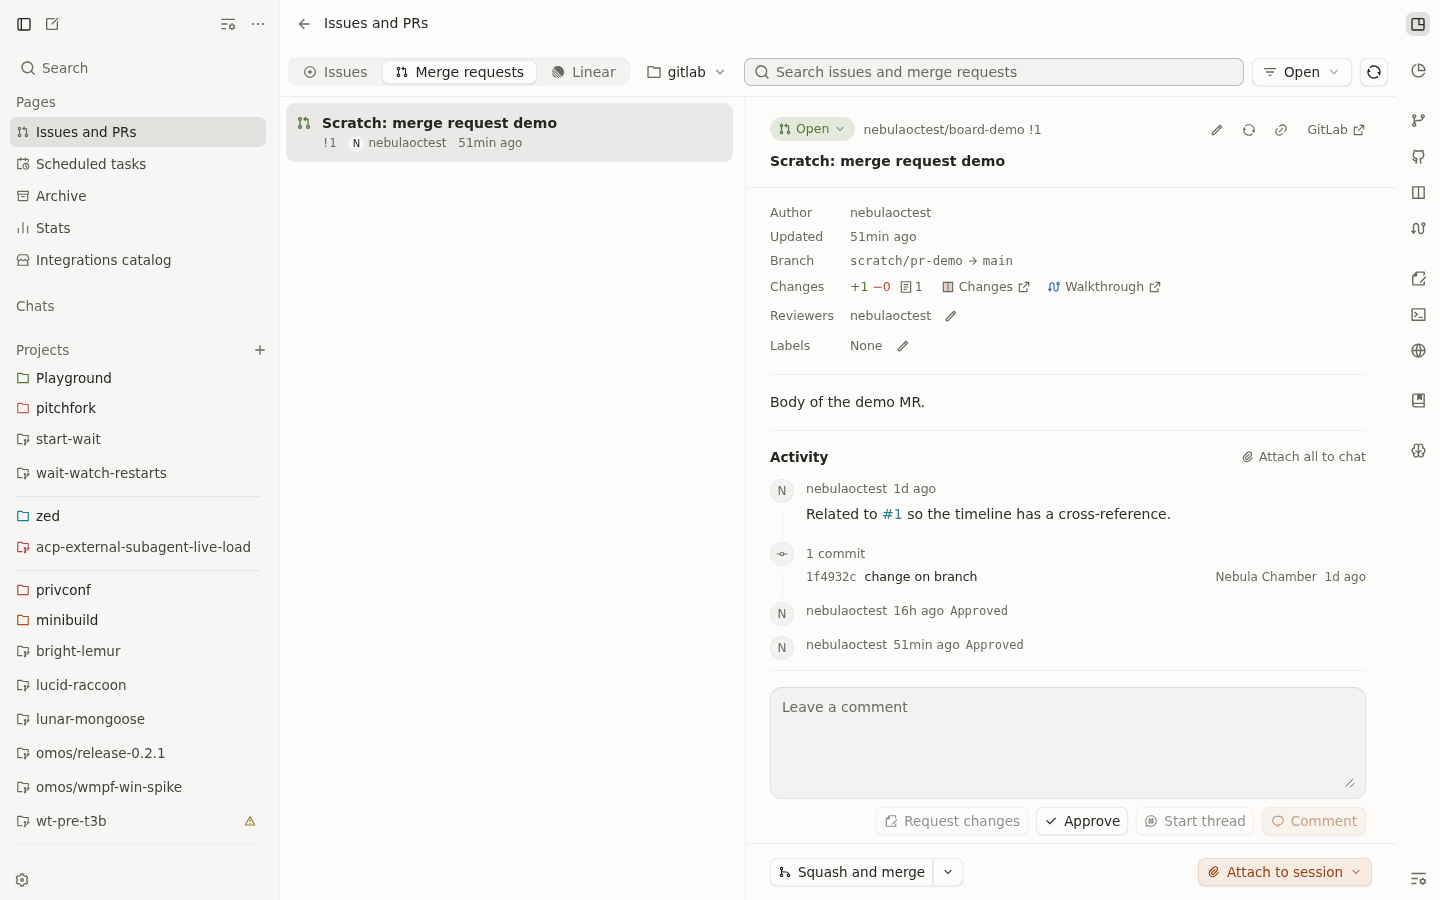 Search
Pages
Issues and PRs
Scheduled tasks
Archive
Stats
Integrations catalog
Chats
Projects
Playground
pitchfork
start-wait
wait-watch-restarts
zed
acp-external-subagent-live-load
privconf
minibuild
bright-lemur
lucid-raccoon
lunar-mongoose
omos/release-0.2.1
omos/wmpf-win-spike
wt-pre-t3b
Issues and PRs
Issues Merge requests Linear gitlab Search issues and merge requests Open
Scratch: merge request demo
!1 N nebulaoctest 51min ago
Open nebulaoctest/board-demo !1 GitLab
Scratch: merge request demo
Author nebulaoctest
Updated 51min ago
Branch scratch/pr-demo → main
Changes +1 −0 1 Changes Walkthrough
Reviewers nebulaoctest
Labels None
Body of the demo MR.
Activity Attach all to chat
N nebulaoctest 1d ago
Related to #1 so the timeline has a cross-reference.
1 commit
1f4932c change on branch Nebula Chamber 1d ago
N nebulaoctest 16h ago Approved
N nebulaoctest 51min ago Approved
Leave a comment
Request changes Approve Start thread Comment
Squash and merge Attach to session